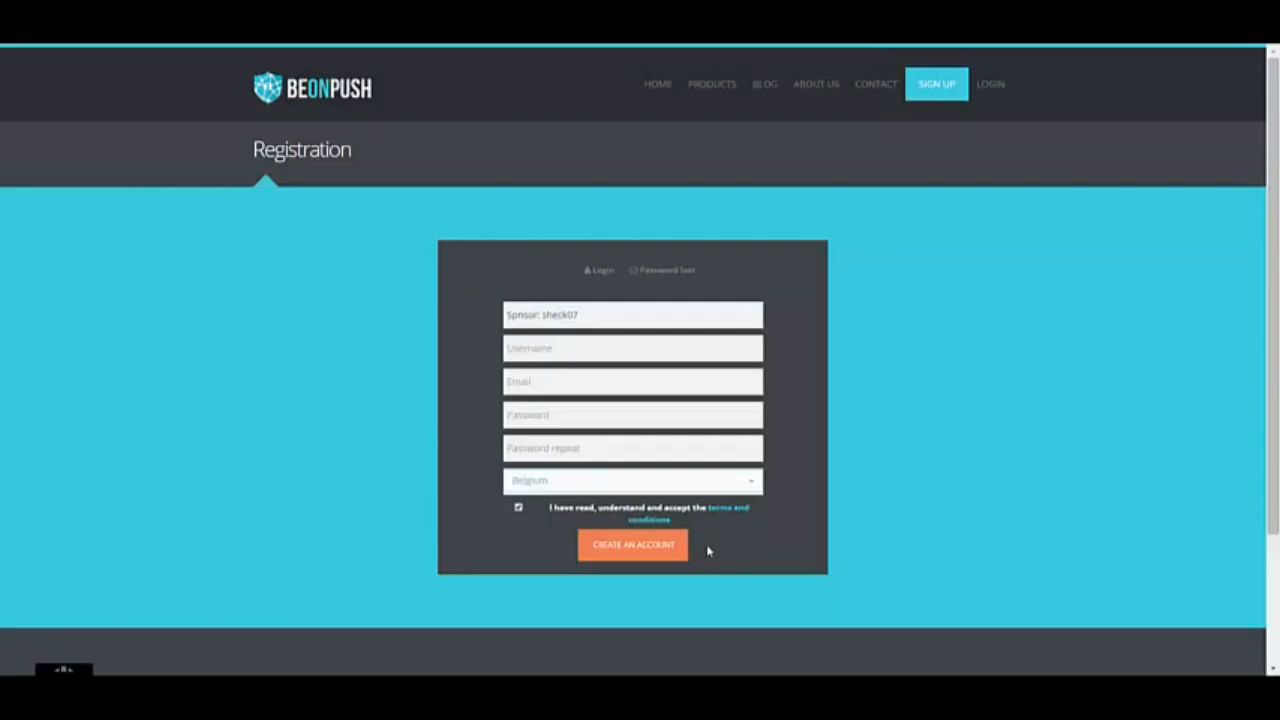 BEONPUSH
HOME PRODUCTS BLOG ABOUT US CONTACT SIGN UP LOGIN
Registration
Login Password lost
Spnsor: sheck07
Username
Email
Password
Password repeat
Belgium
I have read, understand and accept the terms and
conditions
CREATE AN ACCOUNT